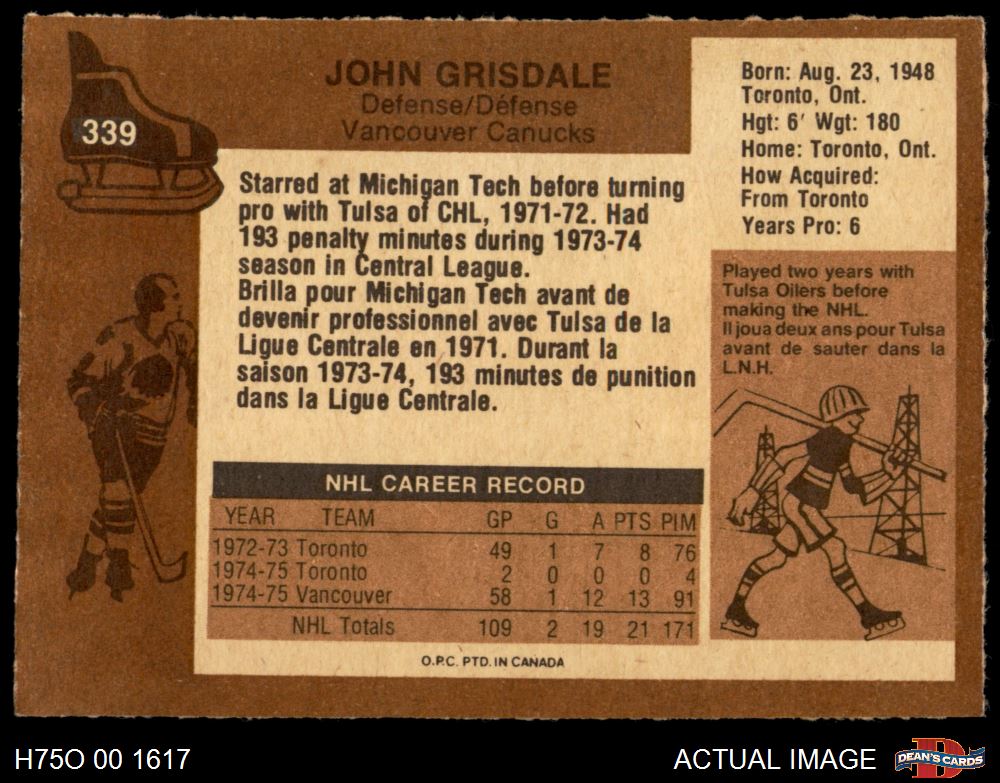 339
JOHN GRISDALE
Defense/Défense
Vancouver Canucks
Born: Aug. 23, 1948
Toronto, Ont.
Hgt: 6' Wgt: 180
Home: Toronto, Ont.
How Acquired:
From Toronto
Years Pro: 6
Starred at Michigan Tech before turning
pro with Tulsa of CHL, 1971-72. Had
193 penalty minutes during 1973-74
season in Central League.
Brilla pour Michigan Tech avant de
devenir professionnel avec Tulsa de la
Ligue Centrale en 1971. Durant la
saison 1973-74, 193 minutes de punition
dans la Ligue Centrale.
Played two years with
Tulsa Oilers before
making the NHL.
Il joua deux ans pour Tulsa
avant de sauter dans la
L.N.H.
NHL CAREER RECORD
YEAR TEAM GP G A PTS PIM
1972-73 Toronto 49 1 7 8 76
1974-75 Toronto 2 0 0 0 4
1974-75 Vancouver 58 1 12 13 91
NHL Totals 109 2 19 21 171
O.P.C. PTD. IN CANADA
H75O 00 1617
ACTUAL IMAGE
DEAN'S CARDS